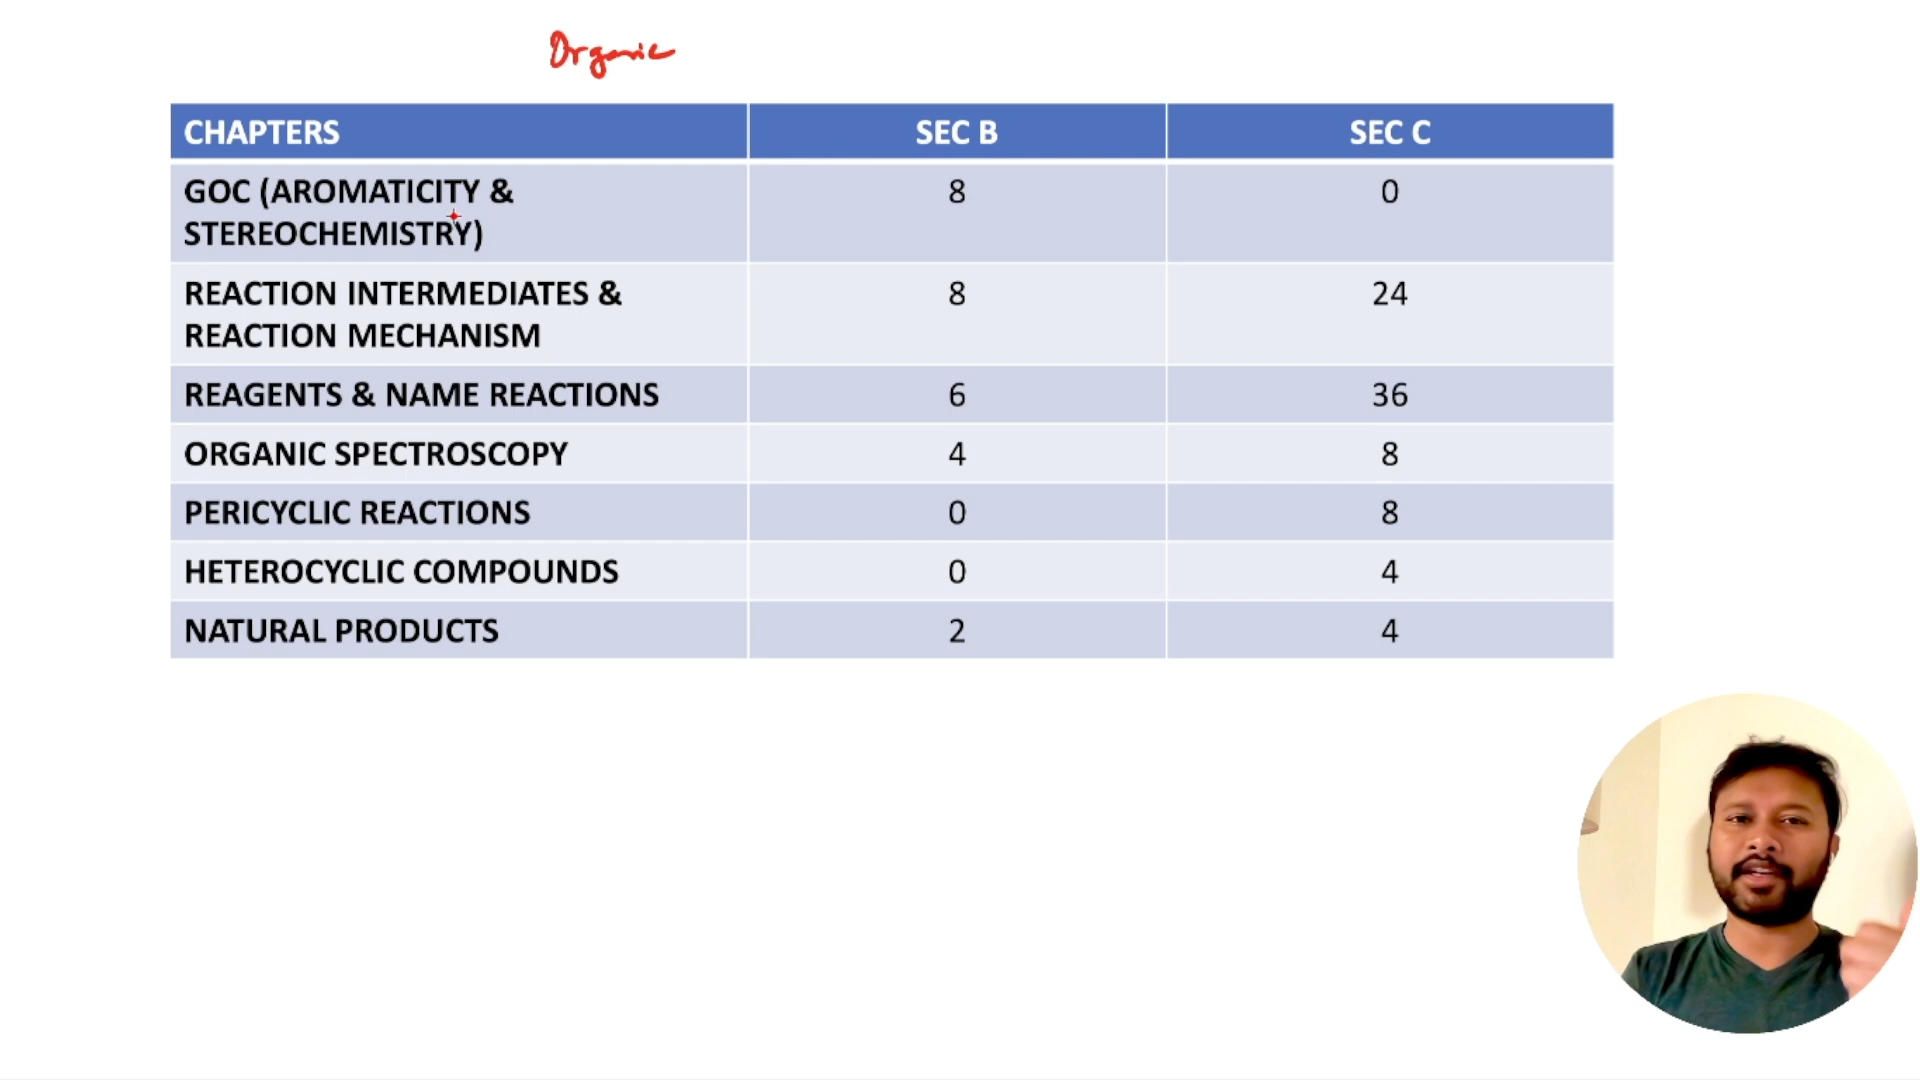 Organic
CHAPTERS SEC B SEC C
GOC (AROMATICITY & 8 0
STEREOCHEMISTRY)
REACTION INTERMEDIATES & 8 24
REACTION MECHANISM
REAGENTS & NAME REACTIONS 6 36
ORGANIC SPECTROSCOPY 4 8
PERICYCLIC REACTIONS 0 8
HETEROCYCLIC COMPOUNDS 0 4
NATURAL PRODUCTS 2 4